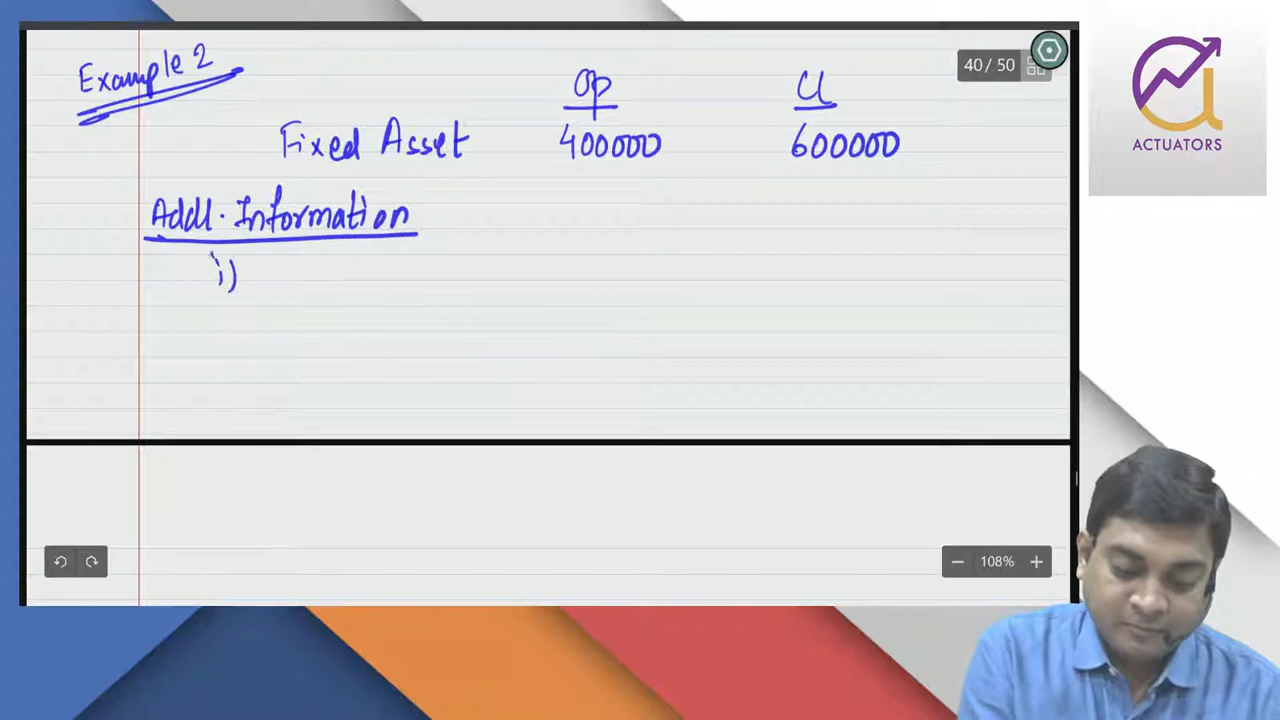 Example 2
Op Cl
Fixed Asset 400000 600000
Addl. Information
i)
40 / 50
ACTUATORS
108%